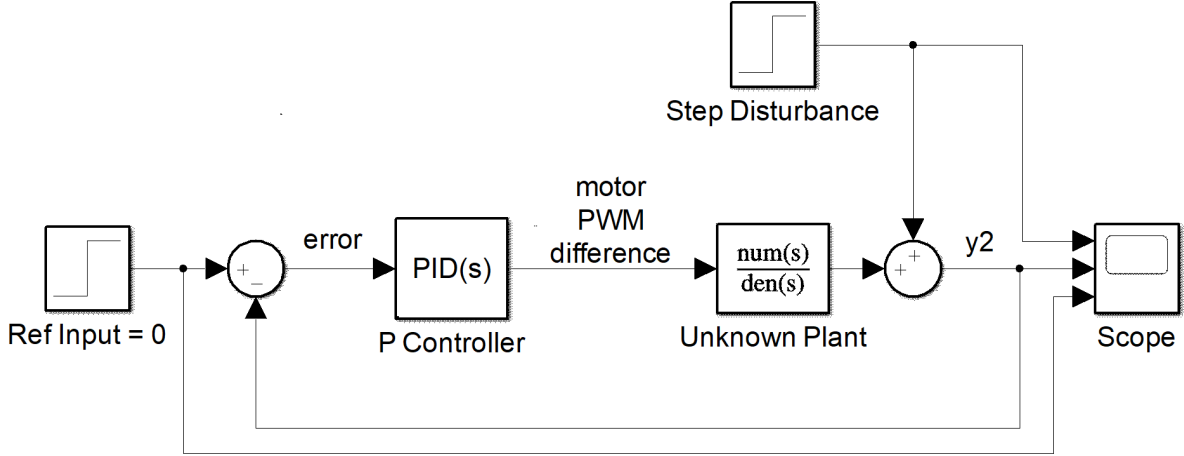 Step Disturbance
motor
PWM
difference
error
y2
+
−
PID(s)
num(s)
den(s)
+
+
Ref Input = 0
P Controller
Unknown Plant
Scope